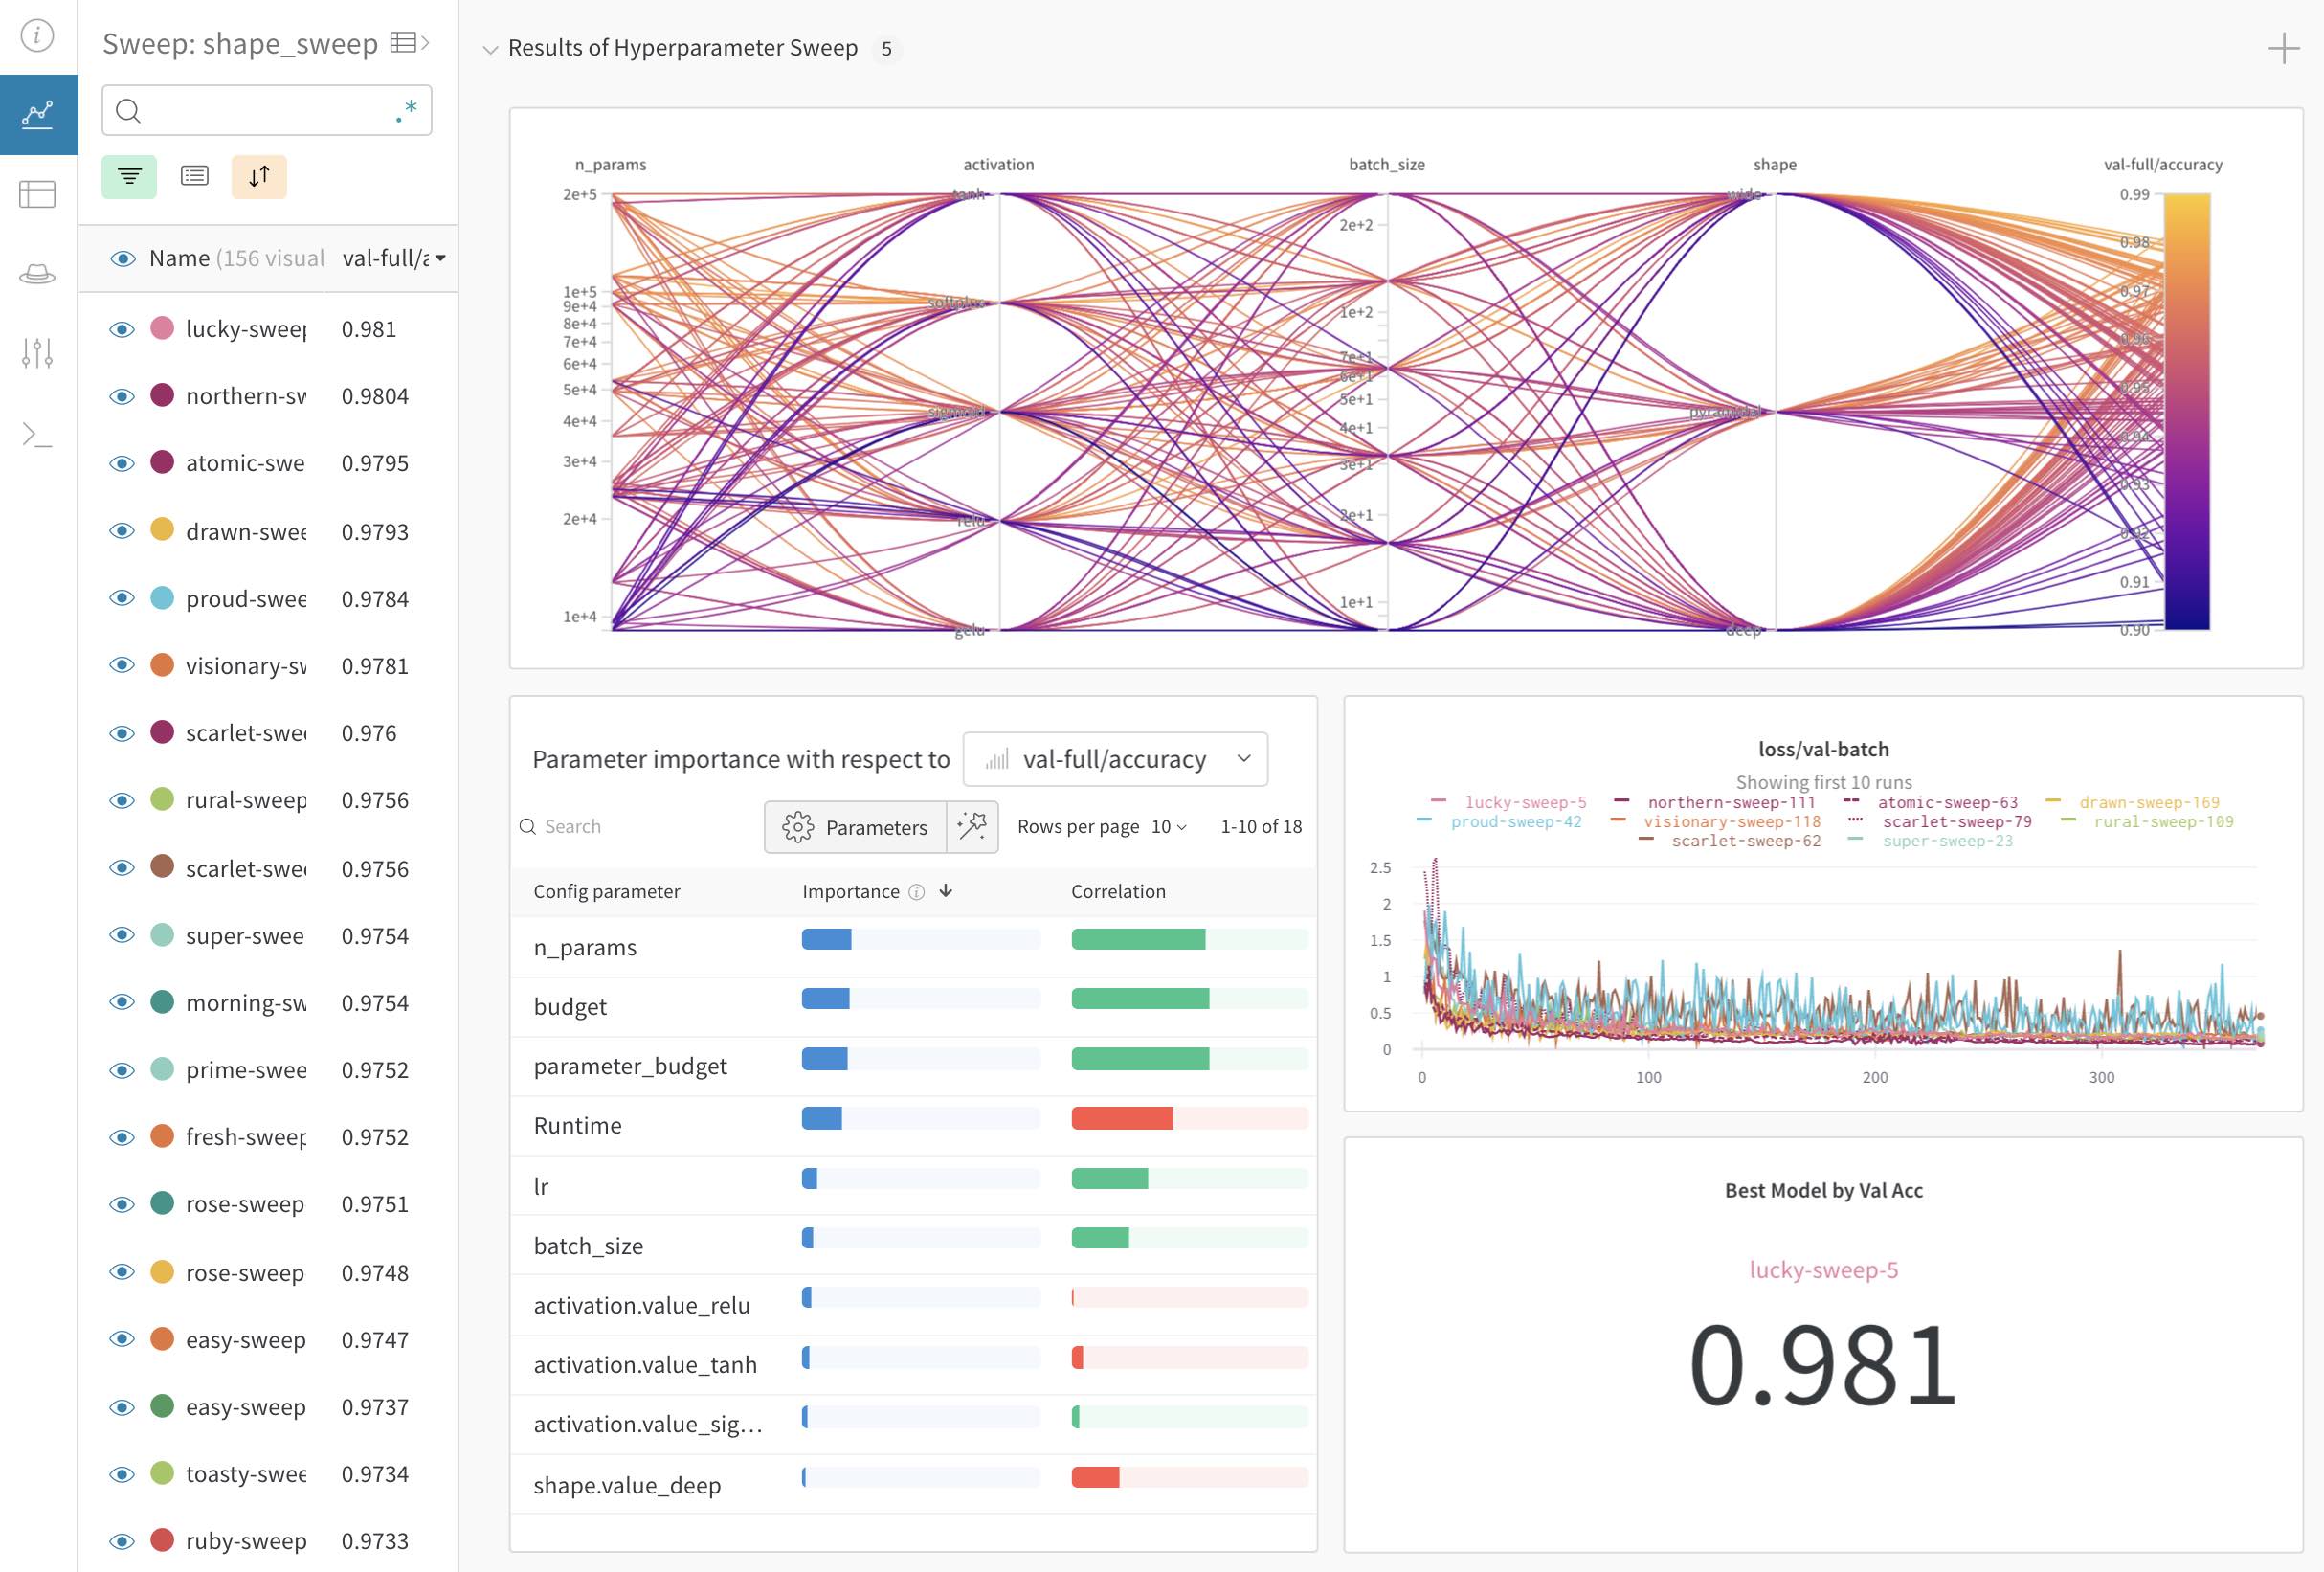 Sweep: shape_sweep
.*
Name (156 visual
val-full/a
lucky-sweep 0.981
northern-sw 0.9804
atomic-swe 0.9795
drawn-swee 0.9793
proud-swee 0.9784
visionary-sw 0.9781
scarlet-swee 0.976
rural-sweep 0.9756
scarlet-swee 0.9756
super-swee 0.9754
morning-sw 0.9754
prime-swee 0.9752
fresh-sweep 0.9752
rose-sweep 0.9751
rose-sweep 0.9748
easy-sweep 0.9747
easy-sweep 0.9737
toasty-swee 0.9734
ruby-sweep 0.9733
Results of Hyperparameter Sweep 5
n_params
activation
batch_size
shape
val-full/accuracy
2e+5
1e+5
9e+4
8e+4
7e+4
6e+4
5e+4
4e+4
3e+4
2e+4
1e+4
tanh
softplus
sigmoid
relu
gelu
2e+2
1e+2
7e+1
6e+1
5e+1
4e+1
3e+1
2e+1
1e+1
wide
pyramidal
deep
0.99
0.98
0.97
0.96
0.95
0.94
0.93
0.92
0.91
0.90
Parameter importance with respect to
val-full/accuracy
Search
Parameters
Rows per page 10
1-10 of 18
Config parameter Importance Correlation
n_params
budget
parameter_budget
Runtime
lr
batch_size
activation.value_relu
activation.value_tanh
activation.value_sig...
shape.value_deep
loss/val-batch
Showing first 10 runs
lucky-sweep-5 northern-sweep-111 atomic-sweep-63 drawn-sweep-169
proud-sweep-42 visionary-sweep-118 scarlet-sweep-79 rural-sweep-109
scarlet-sweep-62 super-sweep-23
2.5
2
1.5
1
0.5
0
0 100 200 300
Best Model by Val Acc
lucky-sweep-5
0.981